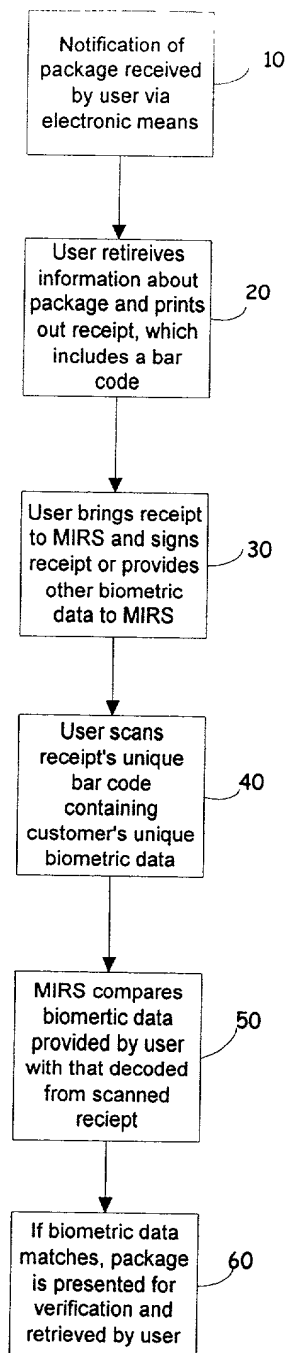 Notification of
package received
by user via
electronic means
10
User retireives
information about
package and prints
out receipt, which
includes a bar
code
20
User brings receipt
to MIRS and signs
receipt or provides
other biometric
data to MIRS
30
User scans
receipt's unique
bar code
containing
customer's unique
biometric data
40
MIRS compares
biomertic data
provided by user
with that decoded
from scanned
reciept
50
If biometric data
matches, package
is presented for
verification and
retrieved by user
60